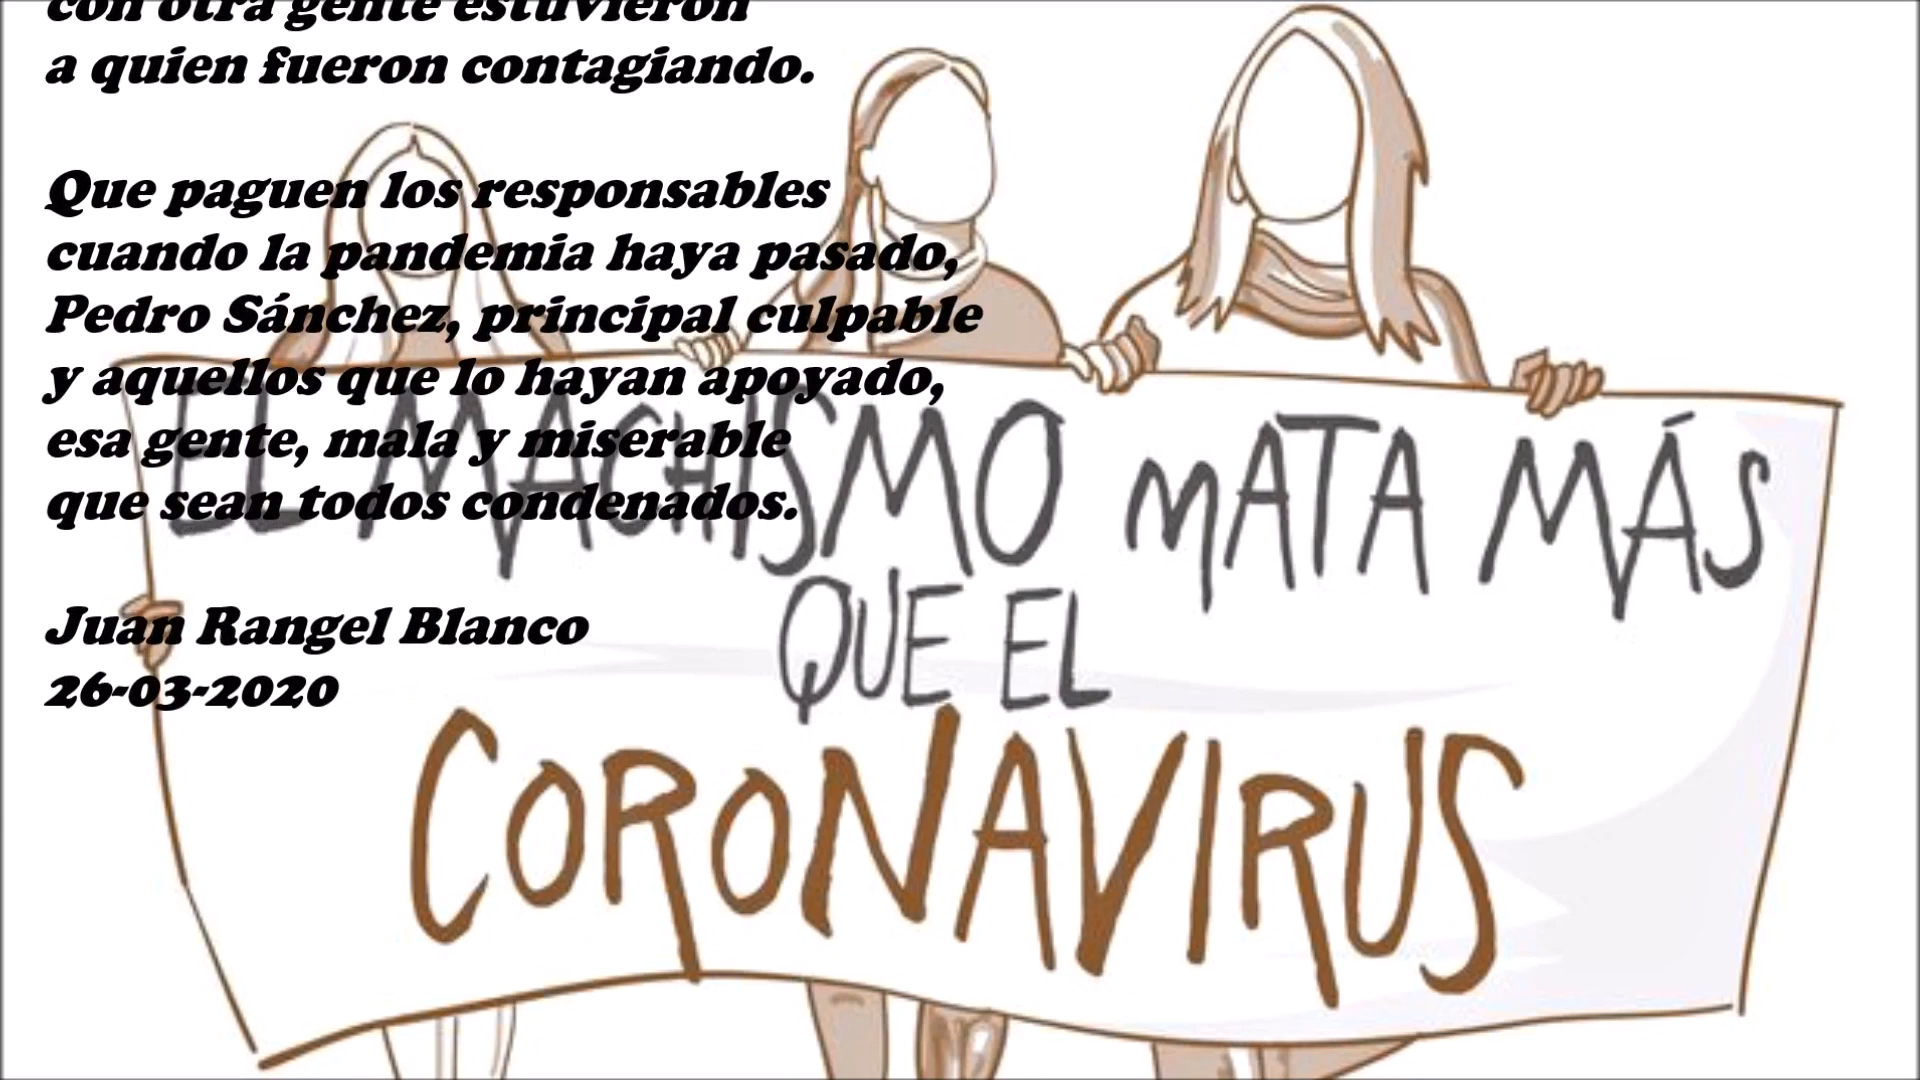 con otra gente estuvieron
a quien fueron contagiando.
Que paguen los responsables
cuando la pandemia haya pasado,
Pedro Sánchez, principal culpable
y aquellos que lo hayan apoyado,
esa gente, mala y miserable
que sean todos condenados.
Juan Rangel Blanco
26-03-2020
EL MACHISMO MATA MÁS
QUE EL
CORONAVIRUS